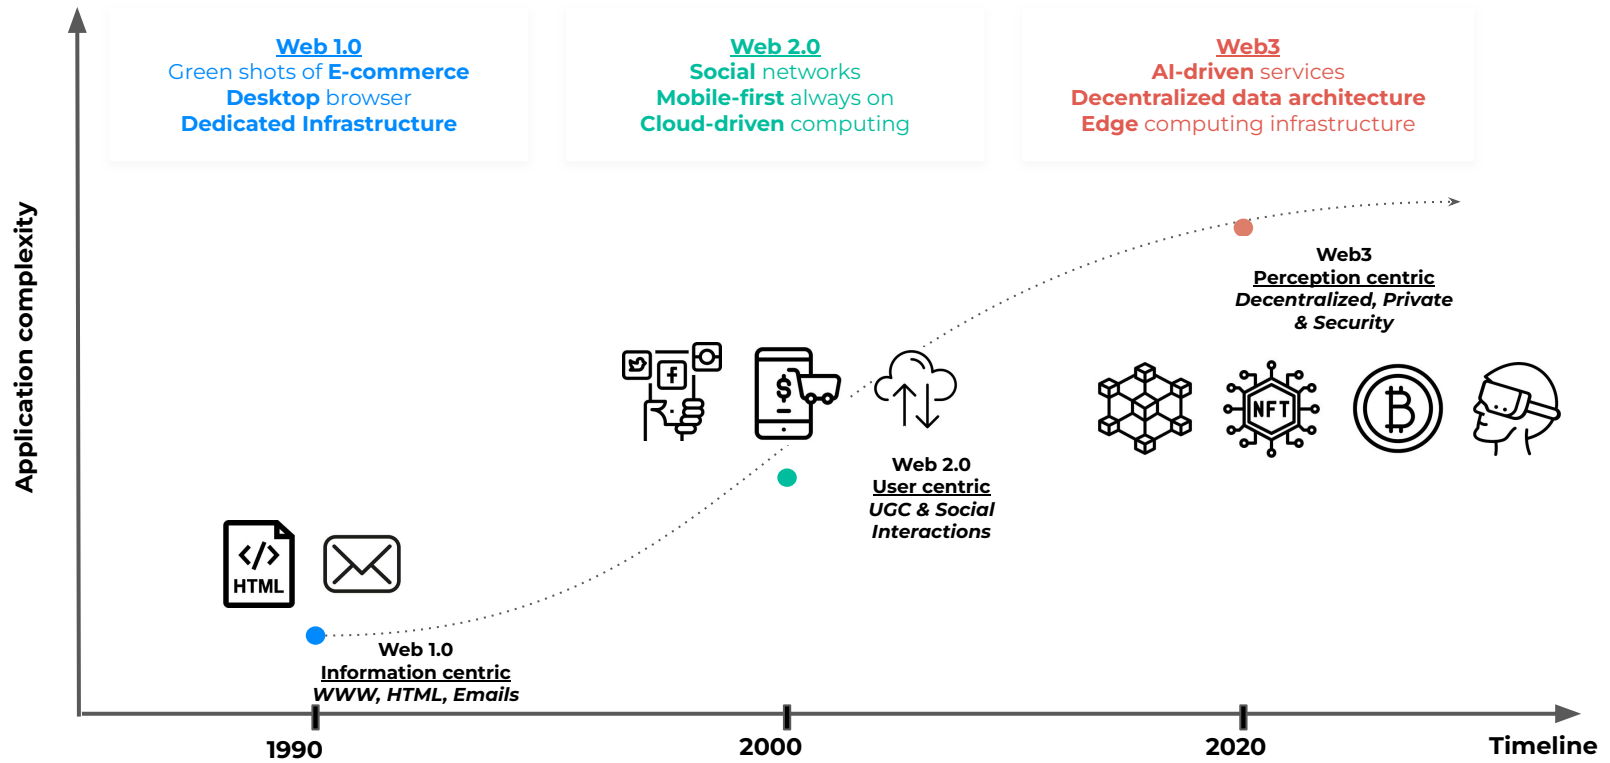 Web 1.0
Green shots of E-commerce
Desktop browser
Dedicated Infrastructure
Web 2.0
Social networks
Mobile-first always on
Cloud-driven computing
Web3
AI-driven services
Decentralized data architecture
Edge computing infrastructure
Application complexity
Web3
Perception centric
Decentralized, Private
& Security
$
NFT
Web 2.0
User centric
UGC & Social
Interactions
</>
HTML
Web 1.0
Information centric
WWW, HTML, Emails
1990
2000
2020
Timeline